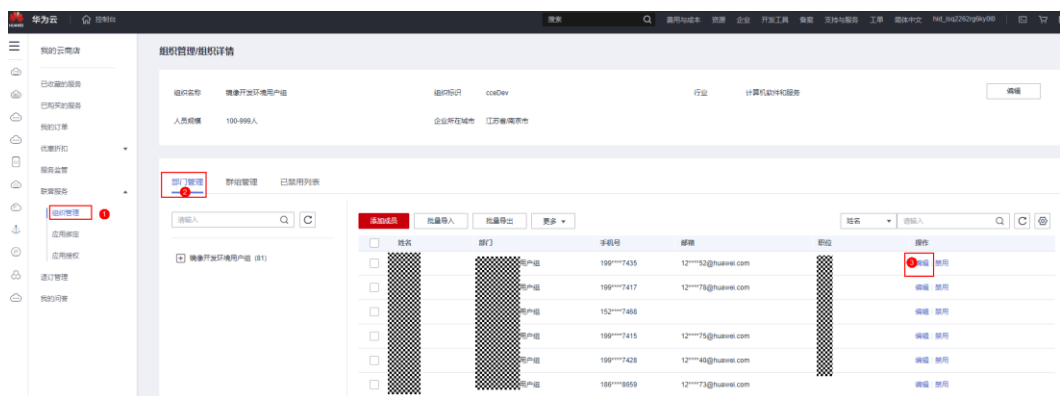 HUAWEI 华为云 控制台 搜索 费用与成本 资源 企业 开发工具 备案 支持与服务 工单 简体中文
我的云商店
组织管理/组织详情
已收藏的服务
已购买的服务
我的订单
优惠折扣
服务监管
联营服务
组织管理 1
应用绑定
应用授权
退订管理
我的问答
组织名称 镜像开发环境用户组 组织标识 cceDev 行业 计算机软件和服务 编辑
人员规模 100-999人 企业所在城市 江苏省/南京市
部门管理 群组管理 已禁用列表
2
请输入
镜像开发环境用户组 (81)
添加成员 批量导入 批量导出 更多 姓名 请输入
姓名 部门 手机号 邮箱 职位 操作
用户组 199****7435 12****52@huawei.com 3 编辑 禁用
用户组 199****7417 12****78@huawei.com 编辑 禁用
用户组 152****7468 编辑 禁用
用户组 199****7415 12****75@huawei.com 编辑 禁用
用户组 199****7428 12****40@huawei.com 编辑 禁用
用户组 186****8659 12****73@huawei.com 编辑 禁用